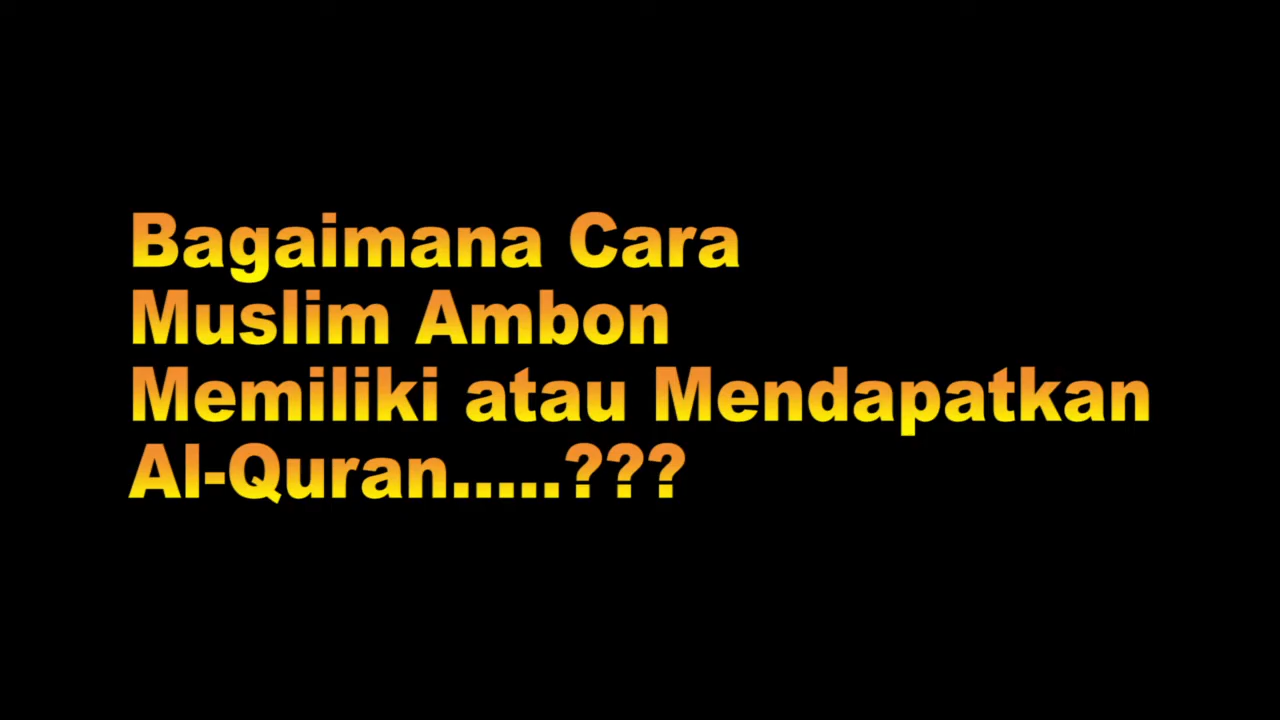 Bagaimana Cara
Muslim Ambon
Memiliki atau Mendapatkan
Al-Quran.....???